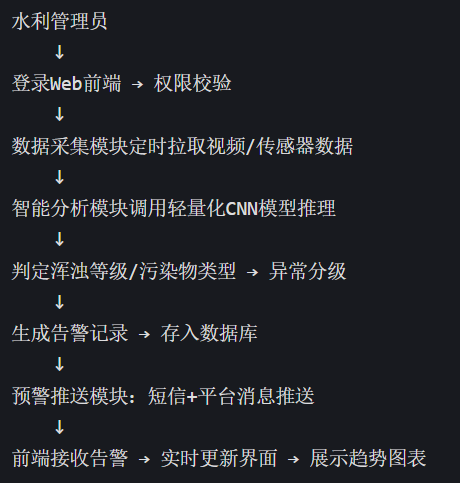 水利管理员
↓
登录Web前端 → 权限校验
↓
数据采集模块定时拉取视频/传感器数据
↓
智能分析模块调用轻量化CNN模型推理
↓
判定浑浊等级/污染物类型 → 异常分级
↓
生成告警记录 → 存入数据库
↓
预警推送模块：短信+平台消息推送
↓
前端接收告警 → 实时更新界面 → 展示趋势图表